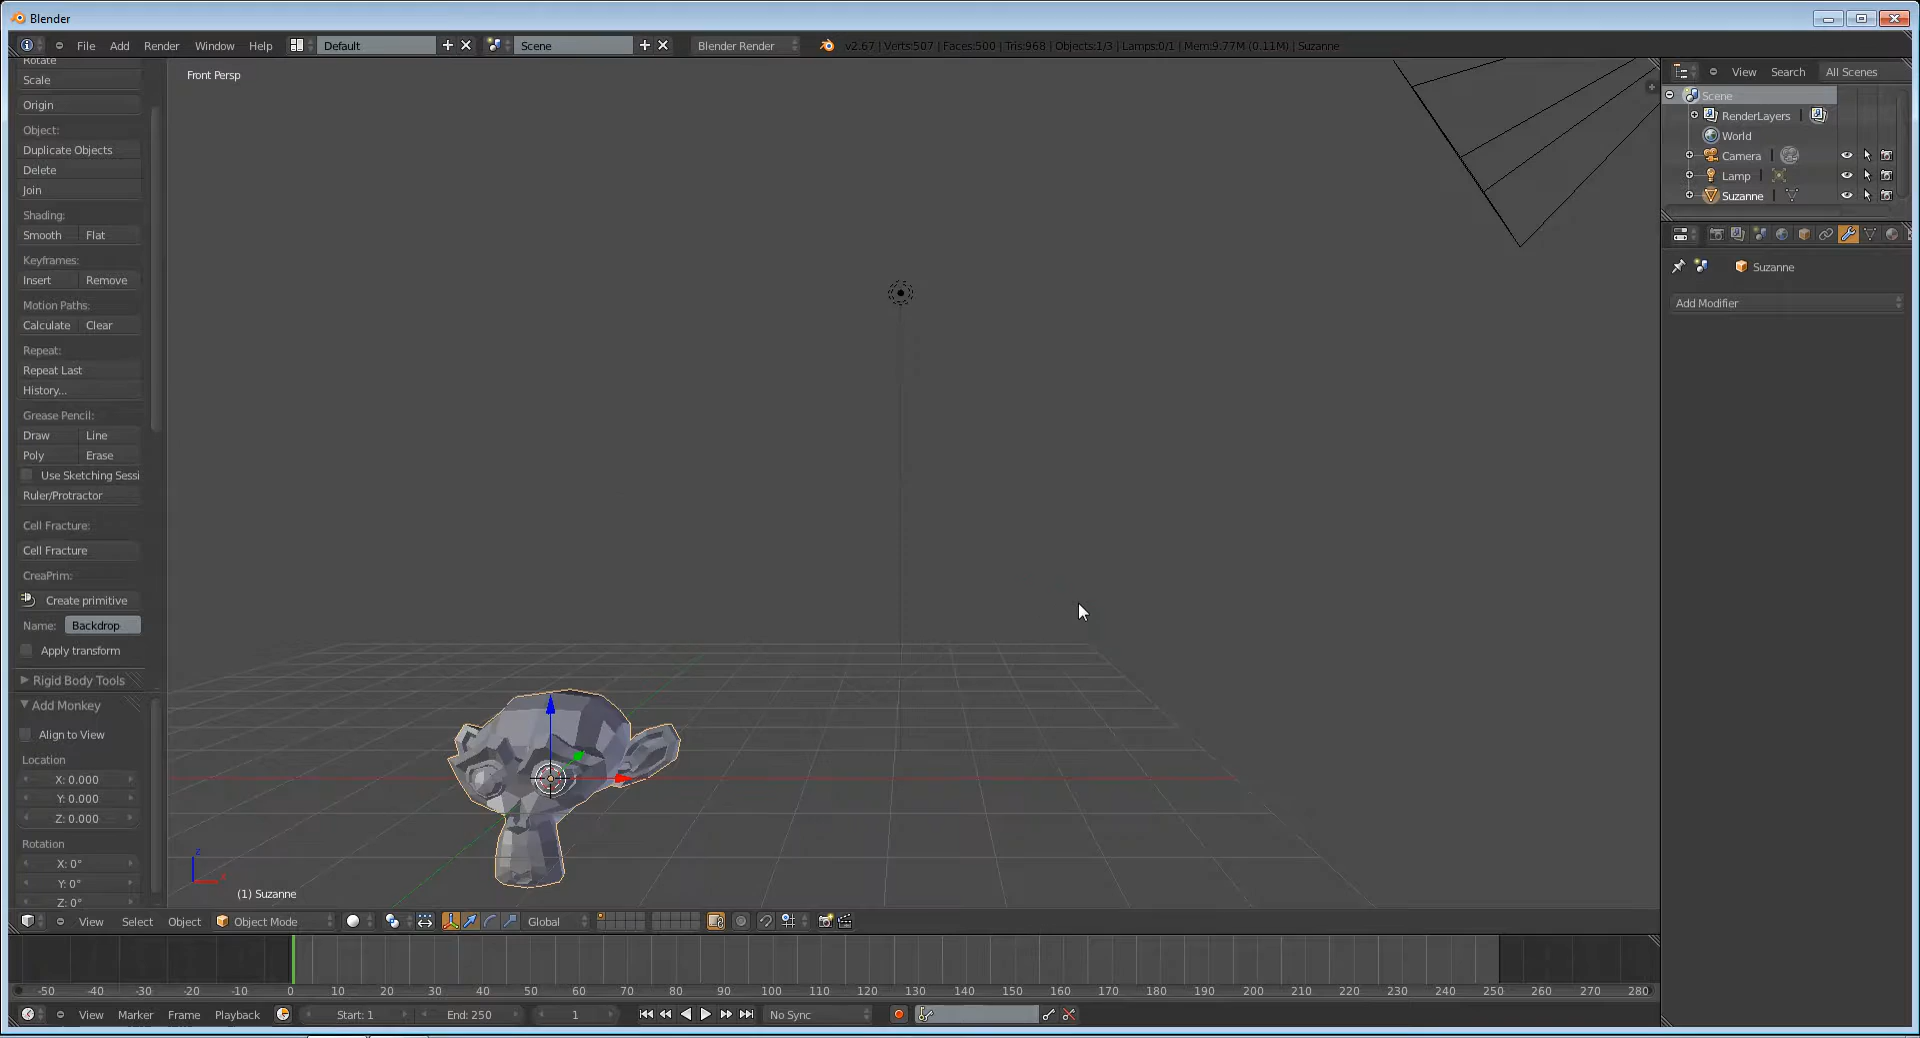 Blender
File Add Render Window Help Default Scene Blender Render v2.67 | Verts:507 | Faces:500 | Tris:968 | Objects:1/3 | Lamps:0/1 | Mem:9.77M (0.11M) | Suzanne
Rotate
Scale
Origin
Object:
Duplicate Objects
Delete
Join
Shading:
Smooth Flat
Keyframes:
Insert Remove
Motion Paths:
Calculate Clear
Repeat:
Repeat Last
History...
Grease Pencil:
Draw Line
Poly Erase
Use Sketching Sessi
Ruler/Protractor
Cell Fracture:
Cell Fracture
CreaPrim:
Create primitive
Name: Backdrop
Apply transform
Rigid Body Tools
Add Monkey
Align to View
Location
X: 0.000
Y: 0.000
Z: 0.000
Rotation
X: 0°
Y: 0°
Z: 0°
Front Persp
z
x
(1) Suzanne
View Search All Scenes
Scene
RenderLayers
World
Camera
Lamp
Suzanne
Suzanne
Add Modifier
View Select Object Object Mode Global
-50 -40 -30 -20 -10 0 10 20 30 40 50 60 70 80 90 100 110 120 130 140 150 160 170 180 190 200 210 220 230 240 250 260 270 280
View Marker Frame Playback Start: 1 End: 250 1 No Sync